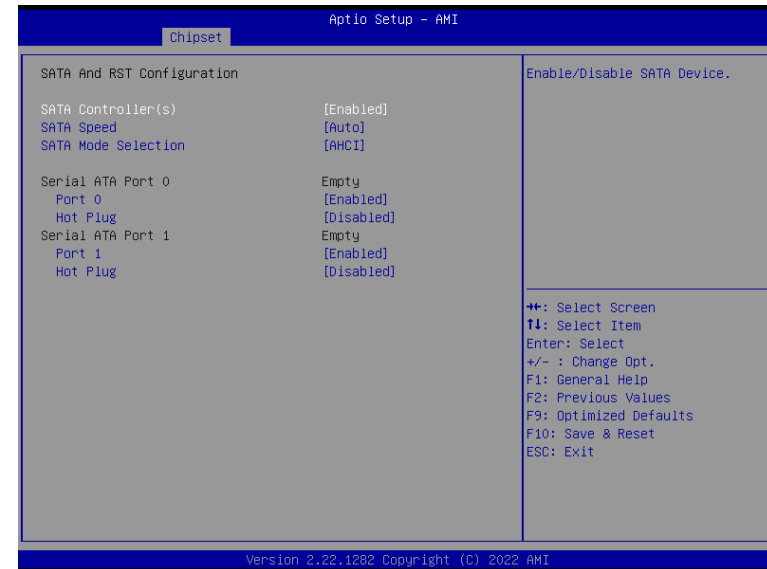 Aptio Setup – AMI
Chipset
SATA And RST Configuration
SATA Controller(s) [Enabled]
SATA Speed [Auto]
SATA Mode Selection [AHCI]
Serial ATA Port 0 Empty
Port 0 [Enabled]
Hot Plug [Disabled]
Serial ATA Port 1 Empty
Port 1 [Enabled]
Hot Plug [Disabled]
Enable/Disable SATA Device.
→←: Select Screen
↑↓: Select Item
Enter: Select
+/- : Change Opt.
F1: General Help
F2: Previous Values
F9: Optimized Defaults
F10: Save & Reset
ESC: Exit
Version 2.22.1282 Copyright (C) 2022 AMI